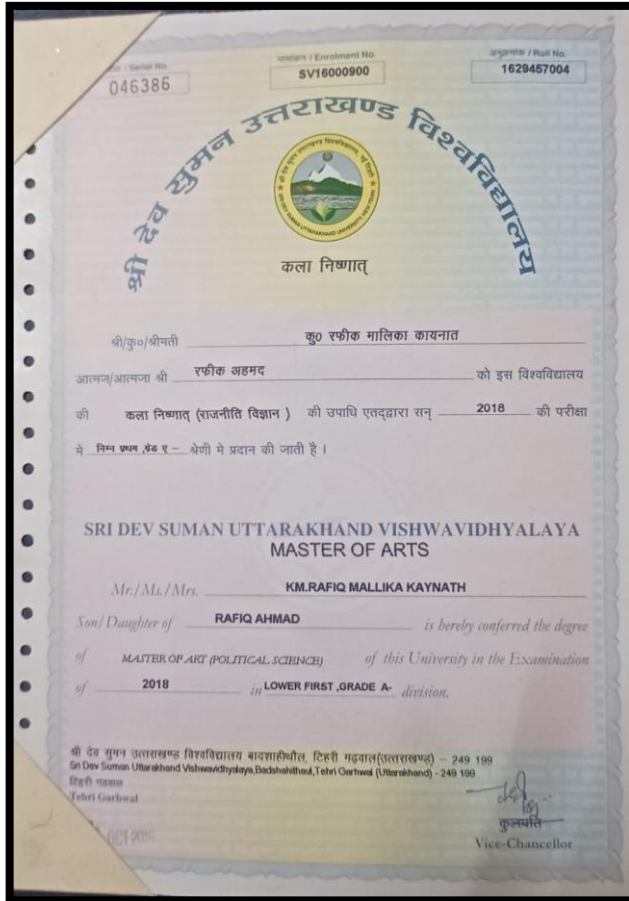 / Serial No.
046386
नामांकन / Enrolment No.
SV16000900
अनुक्रमांक / Roll No.
1629457004
श्री देव सुमन उत्तराखण्ड विश्वविद्यालय
कला निष्णात्
श्री/कु०/श्रीमती कु० रफीक मालिका कायनात
आत्मज/आत्मजा श्री रफीक अहमद को इस विश्वविद्यालय
की कला निष्णात् (राजनीति विज्ञान ) की उपाधि एतद्द्वारा सन् 2018 की परीक्षा
में निम्न प्रथम ,ग्रेड ए – श्रेणी मे प्रदान की जाती है ।
SRI DEV SUMAN UTTARAKHAND VISHWAVIDHYALAYA
MASTER OF ARTS
Mr./Ms./Mrs. KM.RAFIQ MALLIKA KAYNATH
Son/Daughter of RAFIQ AHMAD is hereby conferred the degree
of MASTER OF ART (POLITICAL SCIENCE) of this University in the Examination
of 2018 in LOWER FIRST ,GRADE A- division.
श्री देव सुमन उत्तराखण्ड विश्वविद्यालय बादशाहीथौल, टिहरी गढ़वाल(उत्तराखण्ड) – 249 199
Sri Dev Suman Uttarakhand Vishwavidhyalaya,Badshahithaul,Tehri Garhwal (Uttarakhand) - 249 199
टिहरी गढवाल
Tehri Garhwal
OCT
कुलपति
Vice-Chancellor